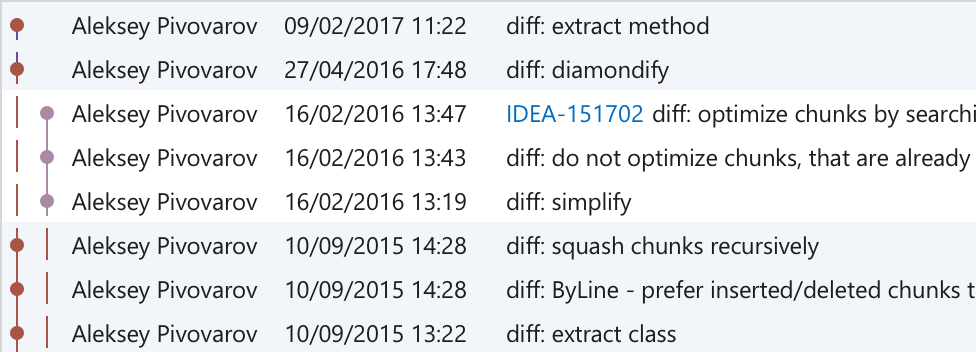 Aleksey Pivovarov 09/02/2017 11:22 diff: extract method
Aleksey Pivovarov 27/04/2016 17:48 diff: diamondify
Aleksey Pivovarov 16/02/2016 13:47 IDEA-151702 diff: optimize chunks by searchi
Aleksey Pivovarov 16/02/2016 13:43 diff: do not optimize chunks, that are already
Aleksey Pivovarov 16/02/2016 13:19 diff: simplify
Aleksey Pivovarov 10/09/2015 14:28 diff: squash chunks recursively
Aleksey Pivovarov 10/09/2015 14:28 diff: ByLine - prefer inserted/deleted chunks t
Aleksey Pivovarov 10/09/2015 13:22 diff: extract class